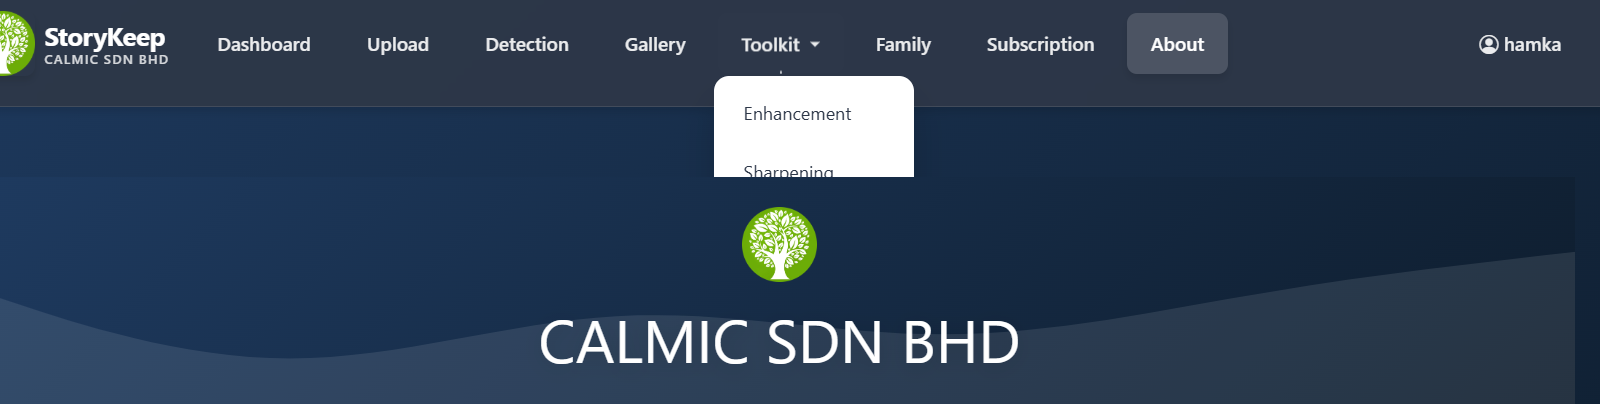 StoryKeep
CALMIC SDN BHD
Dashboard Upload Detection Gallery Toolkit Family Subscription About hamka
Enhancement
Sharpening
CALMIC SDN BHD